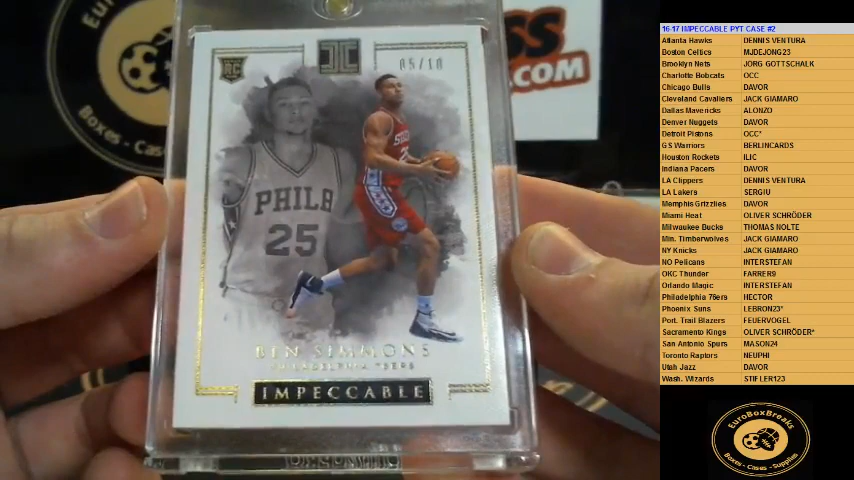 RC
05/10
SS
S.COM
PHILA
25
BEN SIMMONS
PHILADELPHIA 76ERS
IMPECCABLE
Boxes - Cases
16-17 IMPECCABLE PYT CASE #2
Atlanta Hawks DENNIS VENTURA
Boston Celtics MJDEJONG23
Brooklyn Nets JORG GOTTSCHALK
Charlotte Bobcats OCC
Chicago Bulls DAVOR
Cleveland Cavaliers JACK GIAMARO
Dallas Mavericks ALONZO
Denver Nuggets DAVOR
Detroit Pistons OCC*
GS Warriors BERLINCARDS
Houston Rockets ILIC
Indiana Pacers DAVOR
LA Clippers DENNIS VENTURA
LA Lakers SERGIU
Memphis Grizzlies DAVOR
Miami Heat OLIVER SCHRÖDER
Milwaukee Bucks THOMAS NOLTE
Min. Timberwolves JACK GIAMARO
NY Knicks JACK GIAMARO
NO Pelicans INTERSTEFAN
OKC Thunder FARRER9
Orlando Magic INTERSTEFAN
Philadelphia 76ers HECTOR
Phoenix Suns LEBRON23*
Port. Trail Blazers FEUERVOGEL
Sacramento Kings OLIVER SCHRÖDER*
San Antonio Spurs MASON24
Toronto Raptors NEUPHI
Utah Jazz DAVOR
Wash. Wizards STIFLER123
EuroBoxBreaks
Boxes - Cases - Supplies